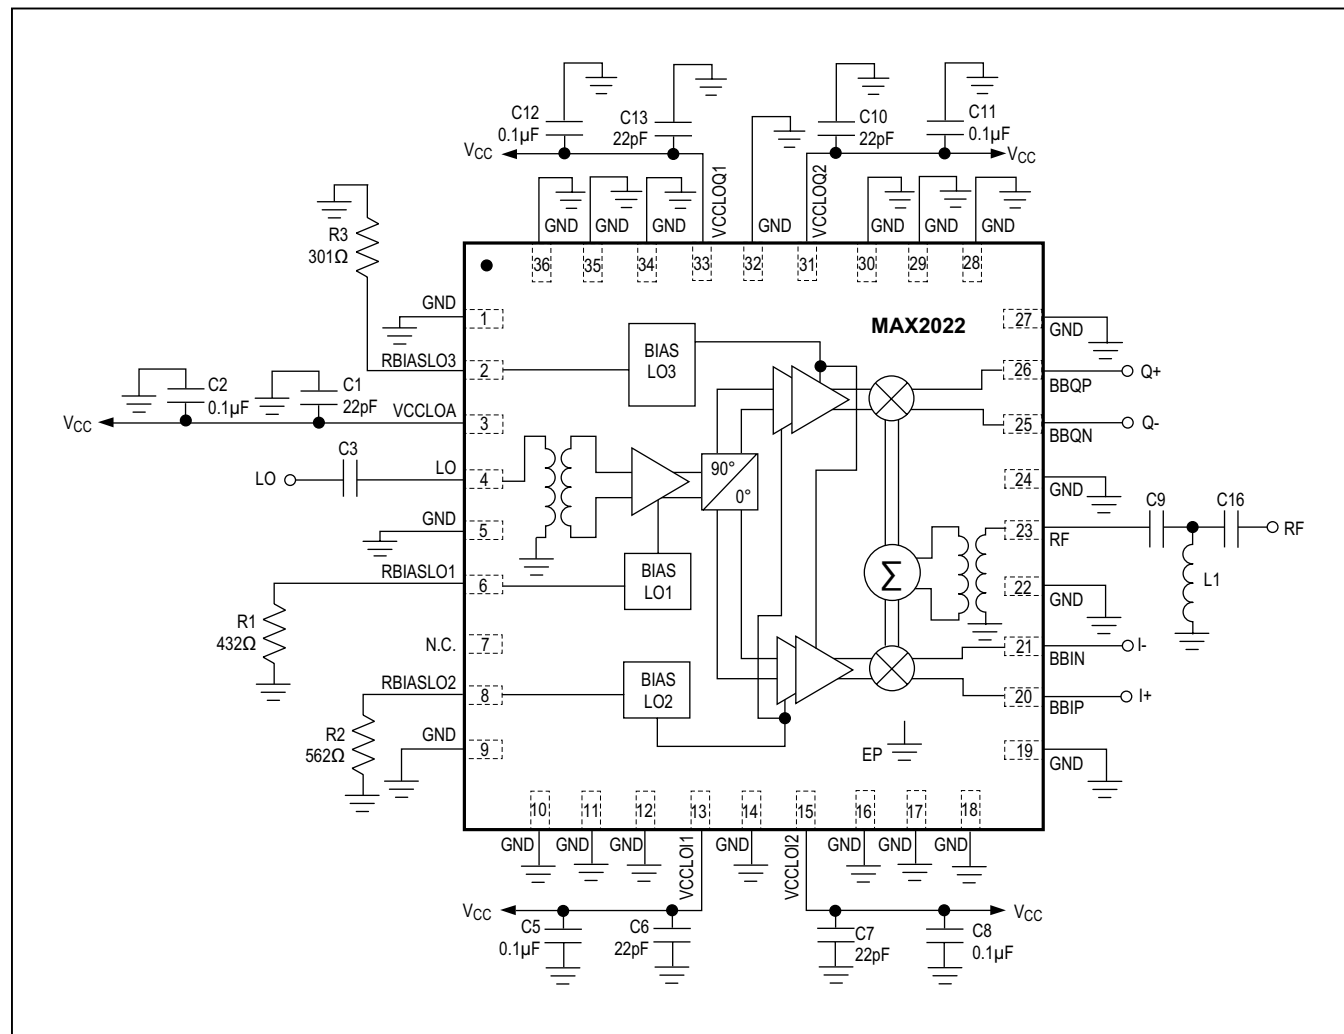 C12
0.1µF
C13
22pF
C10
22pF
C11
0.1µF
VCC
VCC
VCCLOQ1
VCCLOQ2
GND
GND
GND
GND
GND
GND
GND
R3
301Ω
36
35
34
33
32
31
30
29
28
MAX2022
GND
1
27
GND
RBIASLO3
2
BIAS
LO3
26
BBQP
Q+
C2
0.1µF
C1
22pF
VCC
VCCLOA
3
25
BBQN
Q-
C3
LO
LO
4
90°
0°
24
GND
GND
5
23
RF
C9
C16
RF
L1
RBIASLO1
6
BIAS
LO1
Σ
22
GND
R1
432Ω
N.C.
7
21
BBIN
I-
RBIASLO2
8
BIAS
LO2
20
BBIP
I+
R2
562Ω
GND
9
EP
19
GND
10
11
12
13
14
15
16
17
18
GND
GND
GND
VCCLOI1
GND
VCCLOI2
GND
GND
GND
VCC
C5
0.1µF
C6
22pF
C7
22pF
C8
0.1µF
VCC